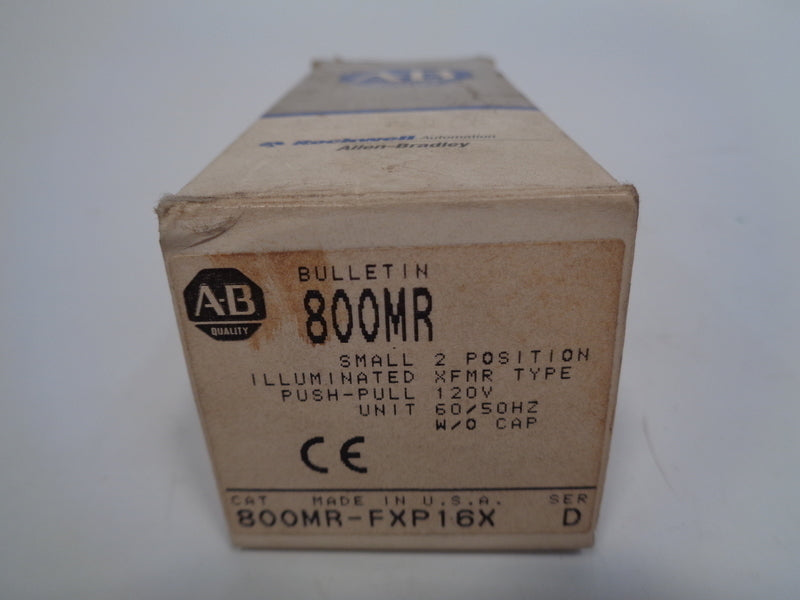 A-B
Rockwell Automation
Allen-Bradley
A-B
QUALITY
BULLETIN
800MR
SMALL 2 POSITION
ILLUMINATED XFMR TYPE
PUSH-PULL 120V
UNIT 60/50HZ
W/O CAP
CE
CAT MADE IN U.S.A. SER
800MR-FXP16X D